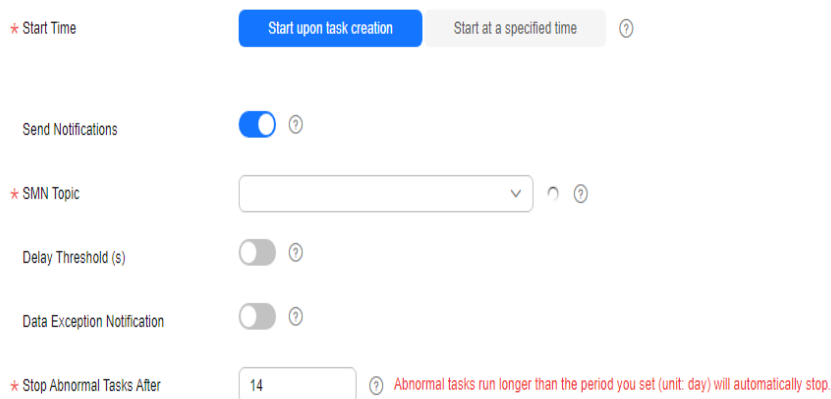 * Start Time Start upon task creation Start at a specified time ?
Send Notifications ?
* SMN Topic ?
Delay Threshold (s) ?
Data Exception Notification ?
* Stop Abnormal Tasks After 14 ? Abnormal tasks run longer than the period you set (unit: day) will automatically stop.